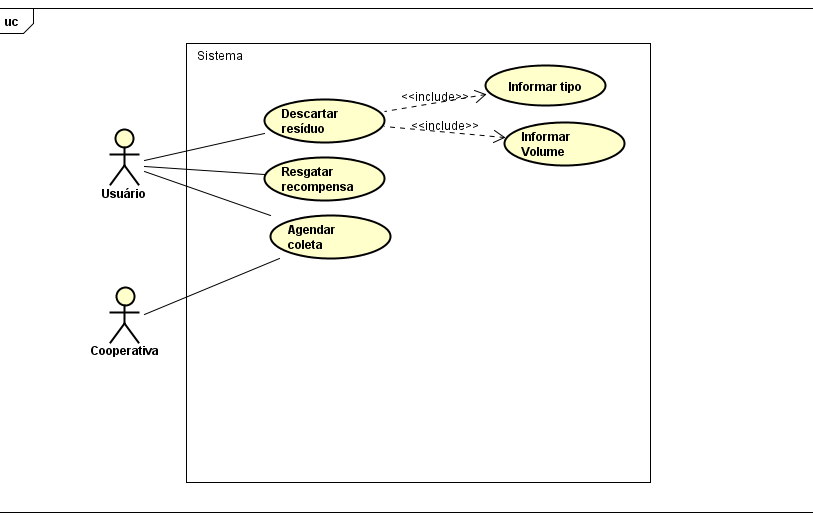 uc
Sistema
Descartar
resíduo
<<include>>
Informar tipo
<<include>>
Informar
Volume
Usuário
Resgatar
recompensa
Agendar
coleta
Cooperativa